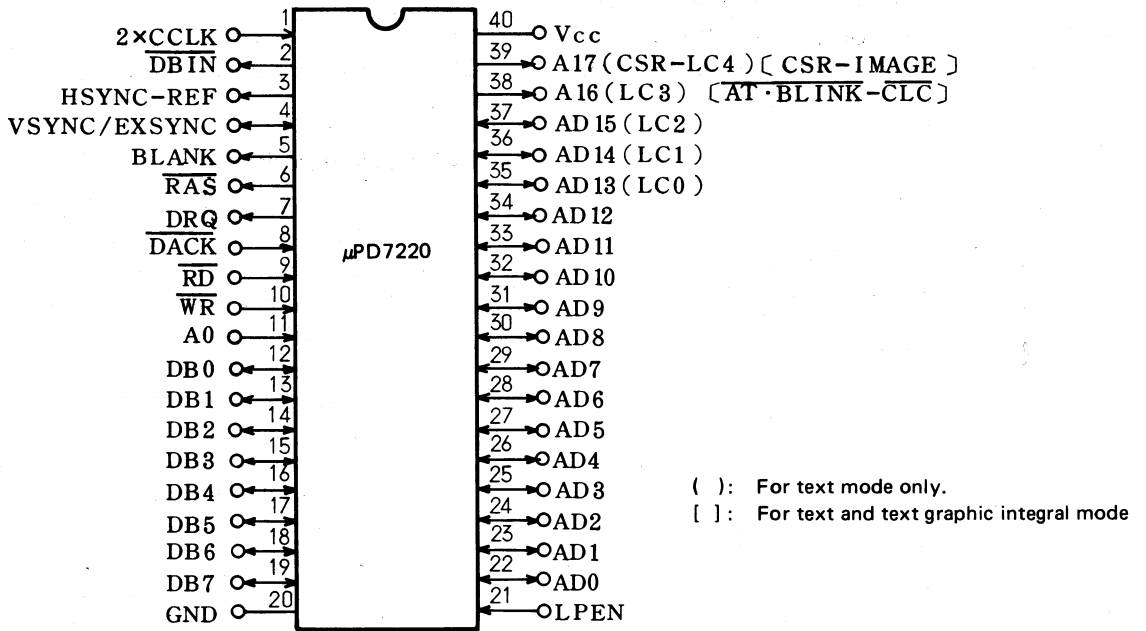 1
2×CCLK
2
DBIN
3
HSYNC-REF
4
VSYNC/EXSYNC
5
BLANK
6
RAS
7
DRQ
8
DACK
9
RD
10
WR
11
A0
12
DB0
13
DB1
14
DB2
15
DB3
16
DB4
17
DB5
18
DB6
19
DB7
20
GND
μPD7220
40
Vcc
39
A17(CSR-LC4)[CSR-IMAGE]
38
A16(LC3) [AT·BLINK-CLC]
37
AD15(LC2)
36
AD14(LC1)
35
AD13(LC0)
34
AD12
33
AD11
32
AD10
31
AD9
30
AD8
29
AD7
28
AD6
27
AD5
26
AD4
25
AD3
24
AD2
23
AD1
22
AD0
21
LPEN
( ): For text mode only.
[ ]: For text and text graphic integral mode